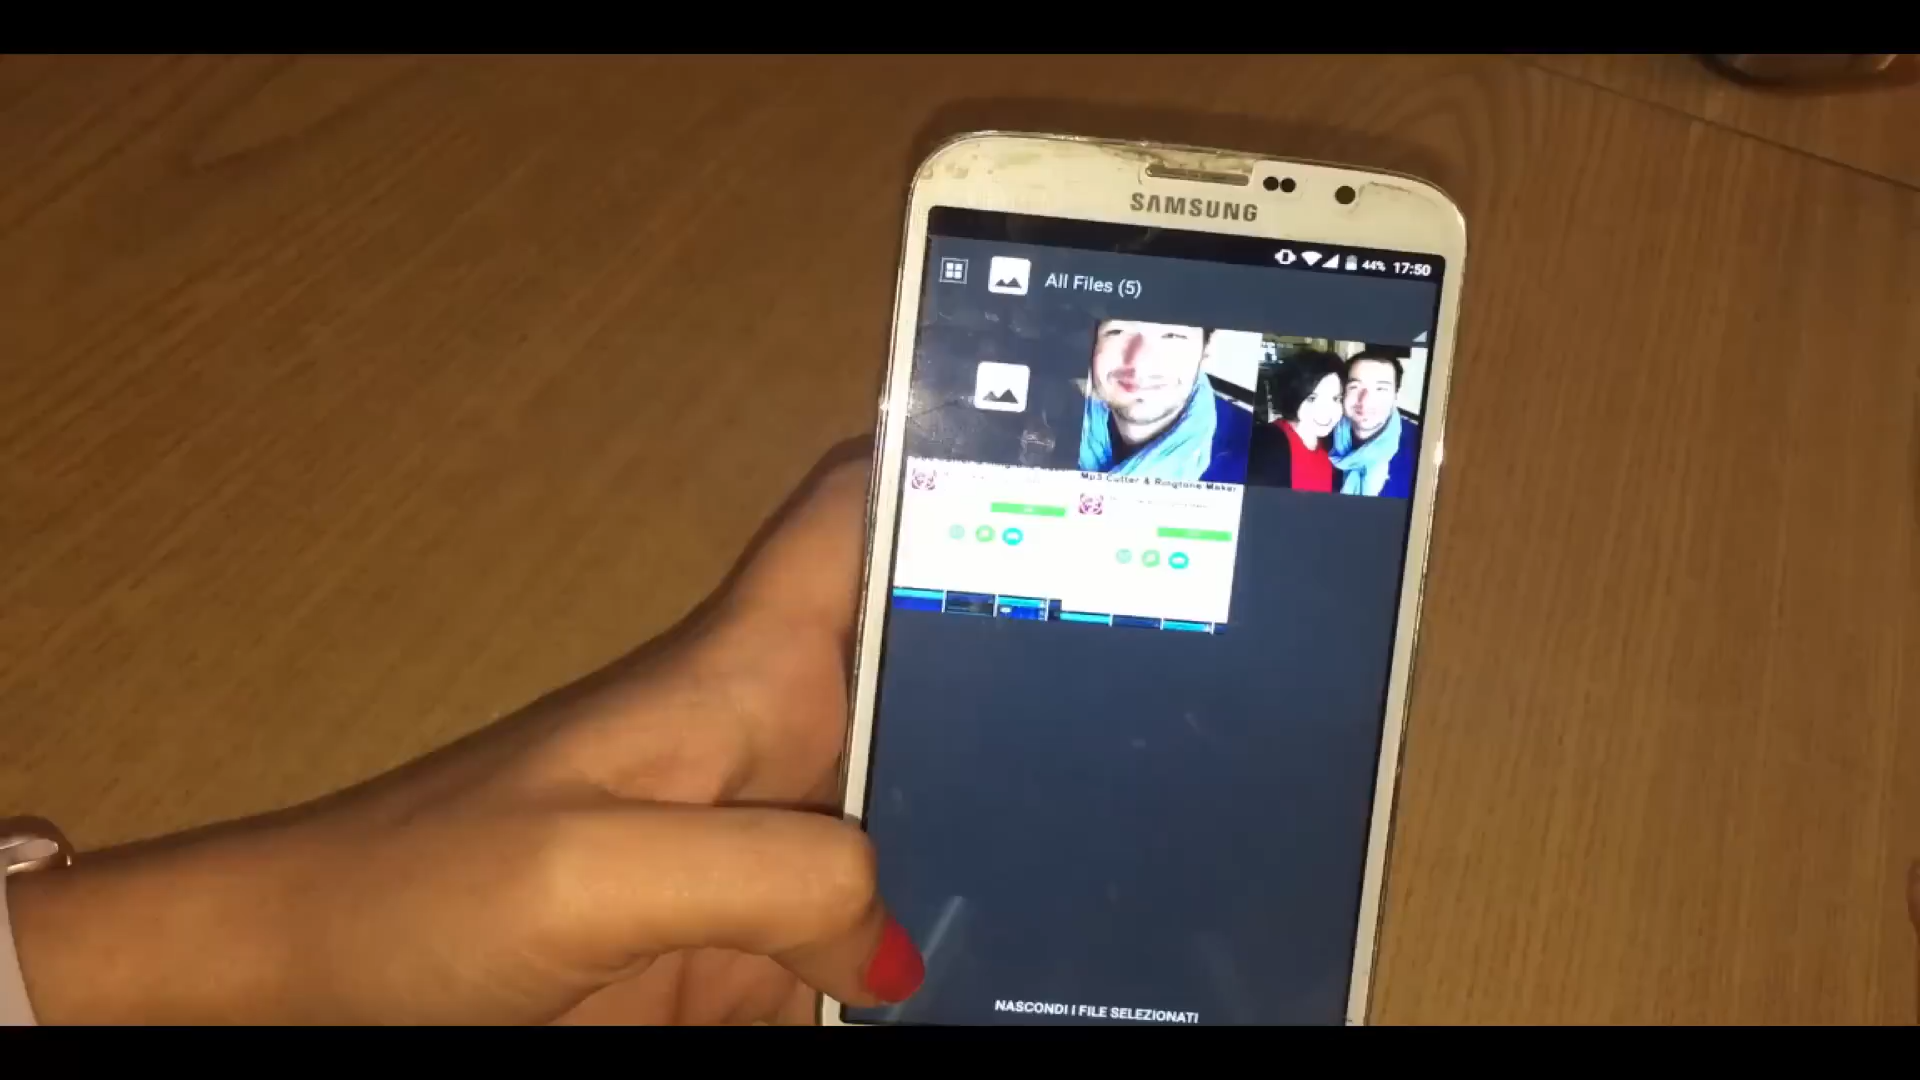 SAMSUNG
44% 17:50
All Files (5)
Mp3 Cutter & Ringtone Maker
NASCONDI I FILE SELEZIONATI